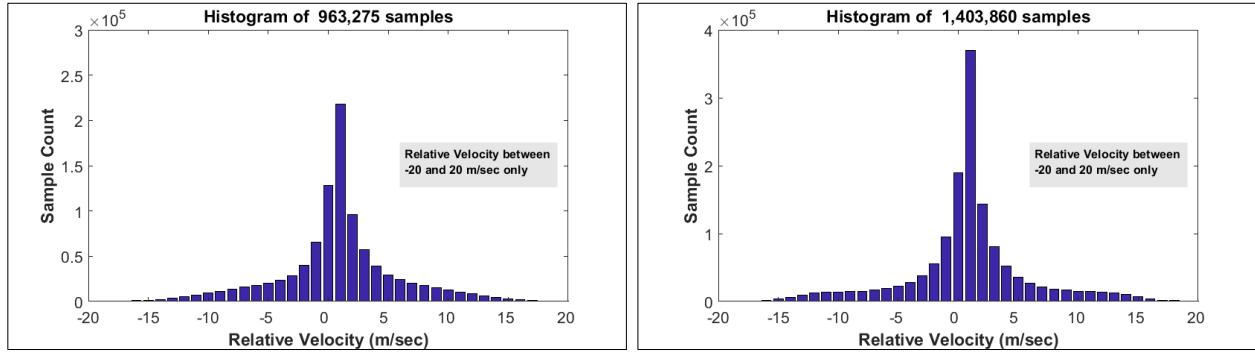 Histogram of 963,275 samples
×10^5
3
2.5
2
1.5
1
0.5
0
Sample Count
Relative Velocity between
-20 and 20 m/sec only
-20 -15 -10 -5 0 5 10 15 20
Relative Velocity (m/sec)
Histogram of 1,403,860 samples
×10^5
4
3
2
1
0
Sample Count
Relative Velocity between
-20 and 20 m/sec only
-20 -15 -10 -5 0 5 10 15 20
Relative Velocity (m/sec)